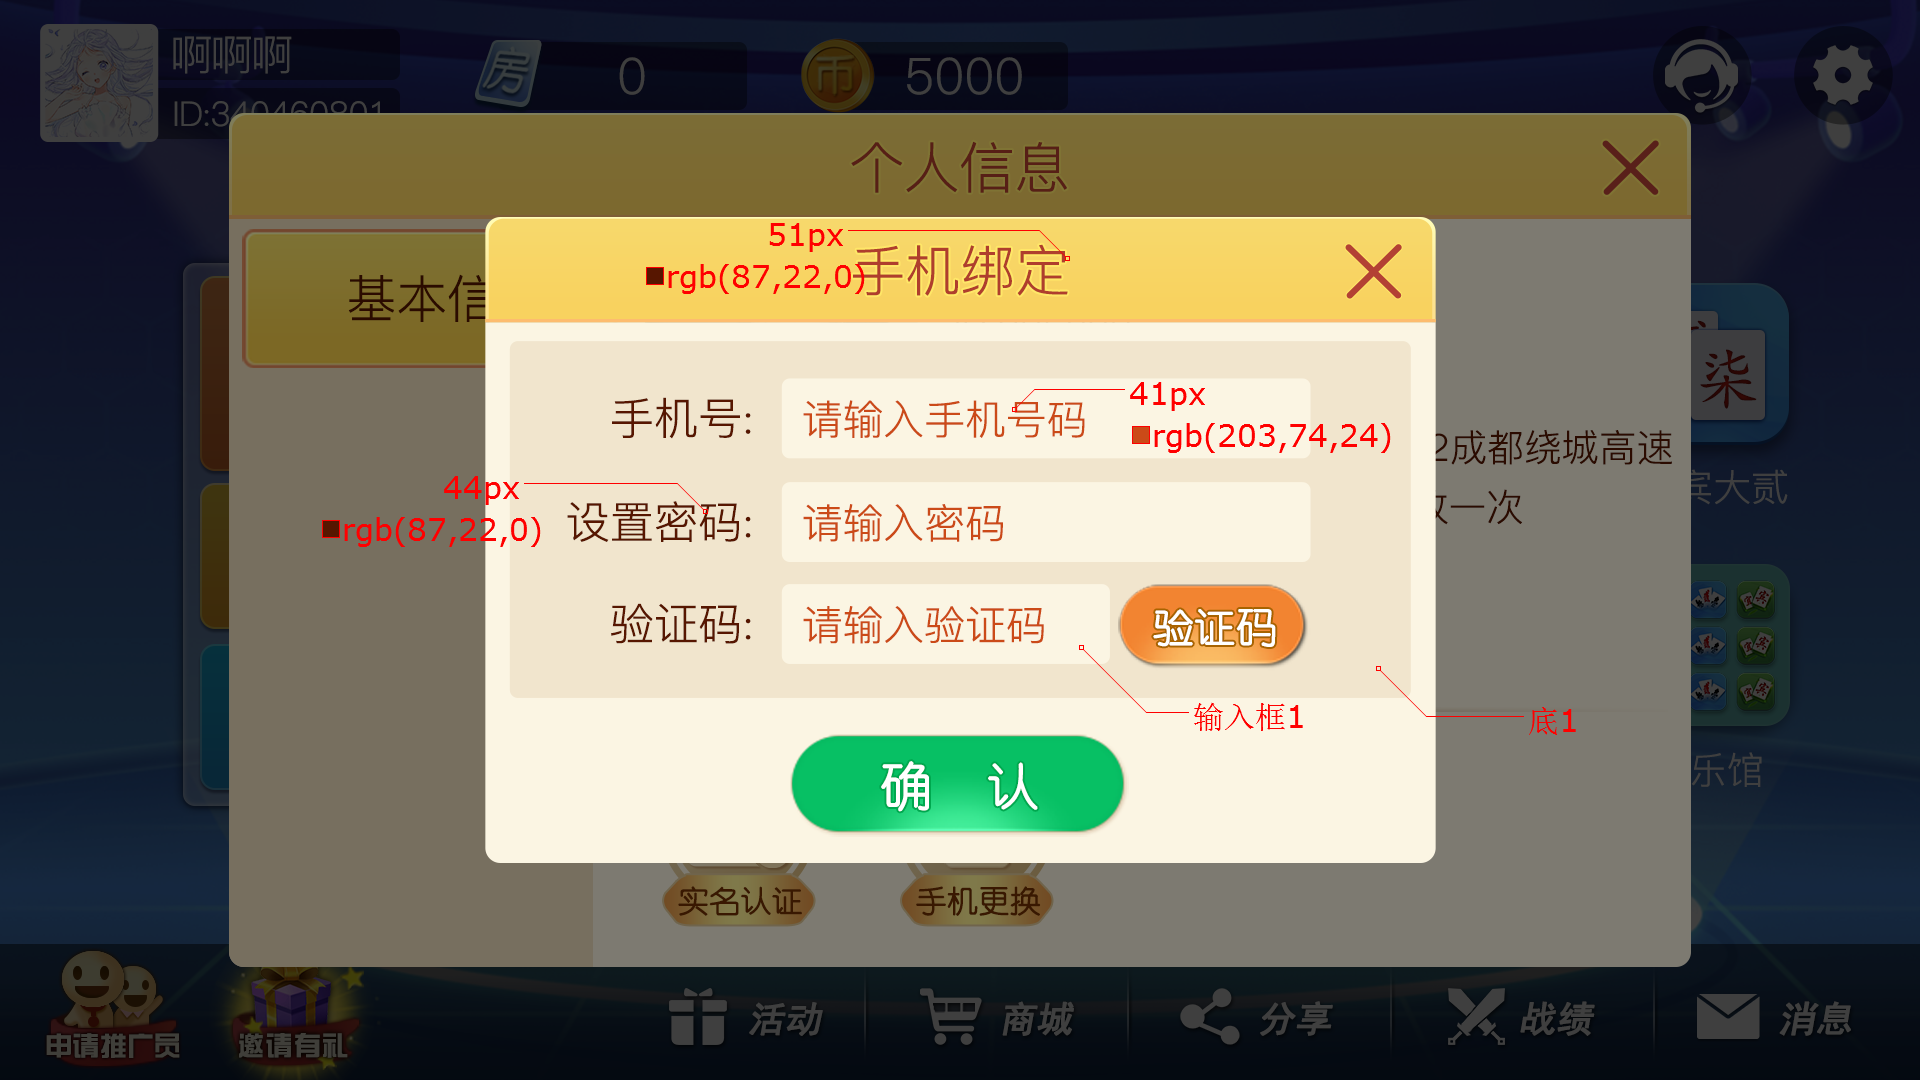 啊啊啊
ID:340460801
房
0
币
5000
个人信息
51px
rgb(87,22,0)
手机绑定
基本信
手机号:
请输入手机号码
41px
rgb(203,74,24)
柒
2成都绕城高速
44px
rgb(87,22,0)
设置密码:
请输入密码
宾大贰
一次
验证码:
请输入验证码
验证码
输入框1
底1
确 认
乐馆
实名认证
手机更换
申请推广员
邀请有礼
活动
商城
分享
战绩
消息